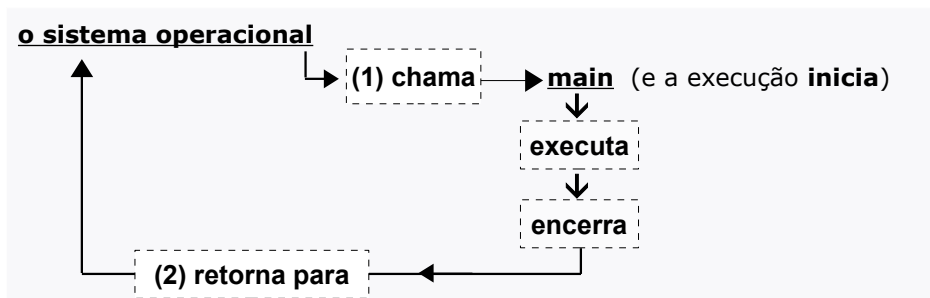 o sistema operacional
(1) chama
main (e a execução inicia)
executa
encerra
(2) retorna para